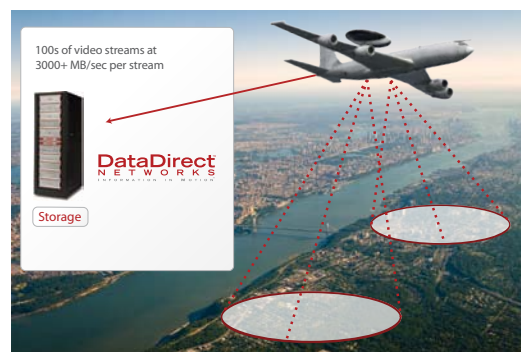 100s of video streams at
3000+ MB/sec per stream
DataDirect
NETWORKS
INFORMATION IN MOTION
Storage